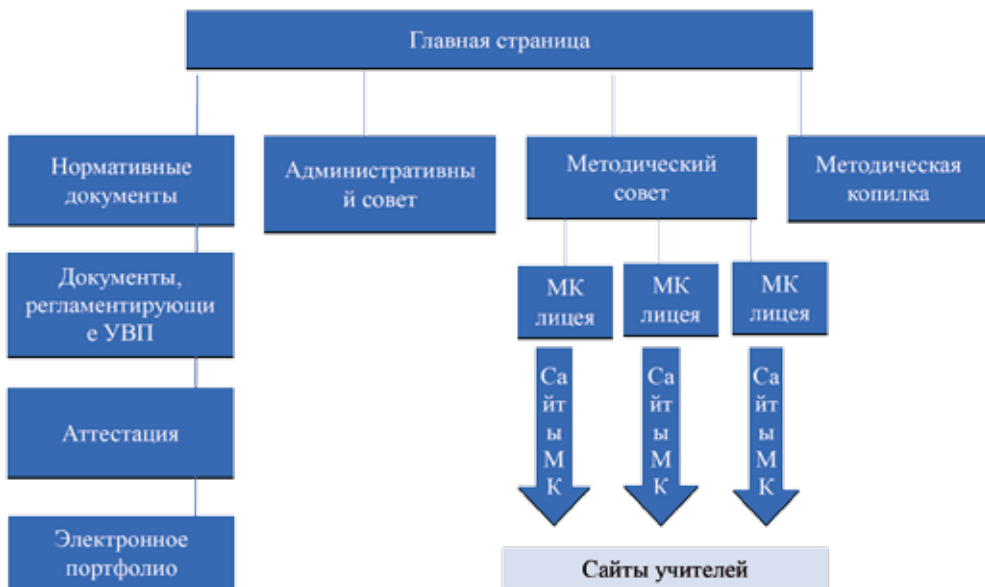 Главная страница
Нормативные
документы
Административны
й совет
Методический
совет
Методическая
копилка
Документы,
регламентирующи
е УВП
МК
лицея
МК
лицея
МК
лицея
Са
йт
ы
М
К
Са
йт
ы
М
К
Са
йт
ы
М
К
Аттестация
Электронное
портфолио
Сайты учителей